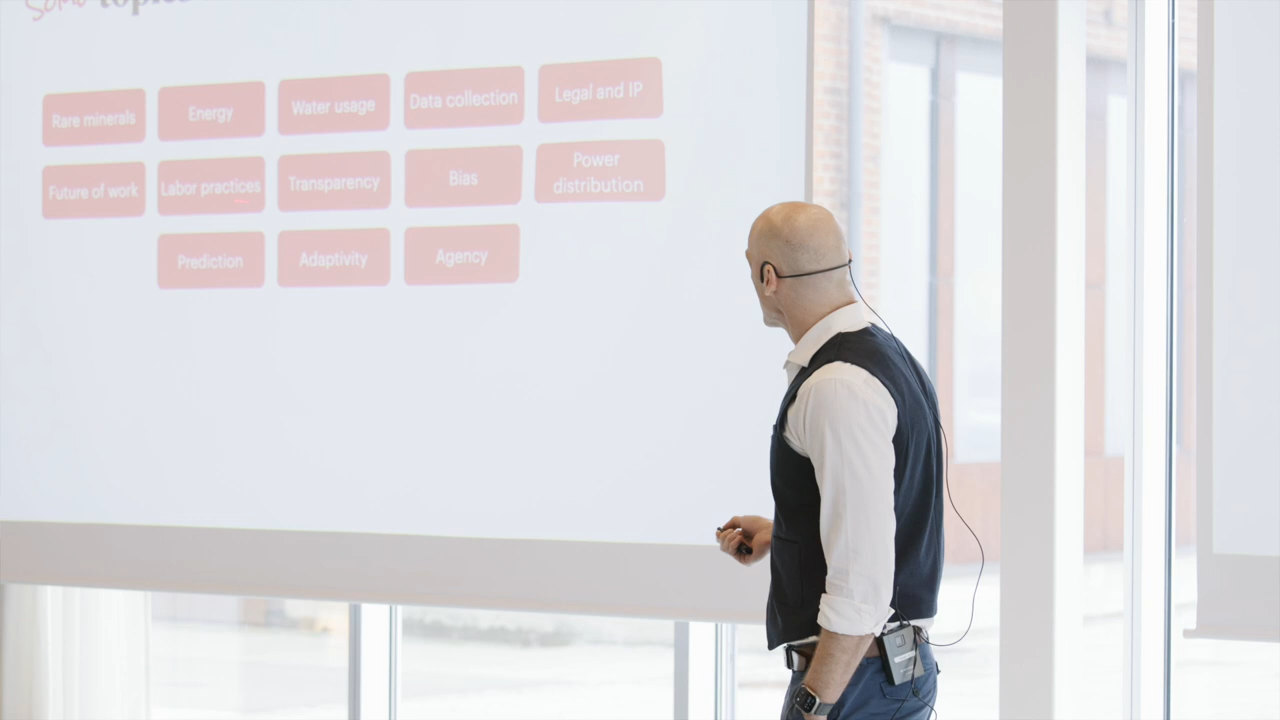 Some topics
Rare minerals
Energy
Water usage
Data collection
Legal and IP
Future of work
Labor practices
Transparency
Bias
Power
distribution
Prediction
Adaptivity
Agency